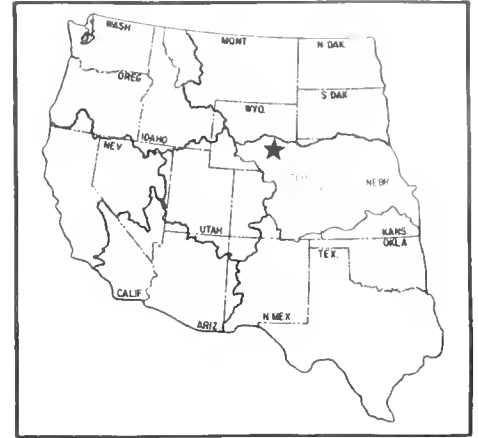 WASH
MONT
N DAK.
OREG
S DAK
WYO.
IDAHO
NEV
NEBR
UTAH
KANS
OKLA
TEX.
CALIF
N MEX
ARIZ